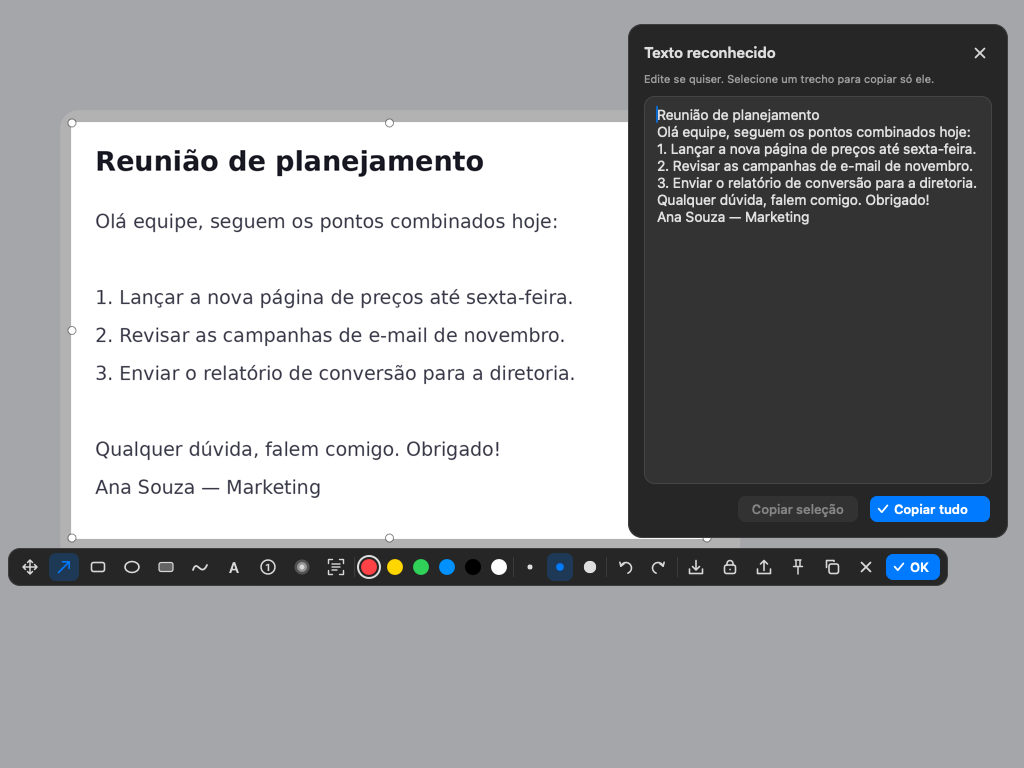 Reunião de planejamento
Olá equipe, seguem os pontos combinados hoje:
1. Lançar a nova página de preços até sexta-feira.
2. Revisar as campanhas de e-mail de novembro.
3. Enviar o relatório de conversão para a diretoria.
Qualquer dúvida, falem comigo. Obrigado!
Ana Souza — Marketing
Texto reconhecido
Edite se quiser. Selecione um trecho para copiar só ele.
Reunião de planejamento
Olá equipe, seguem os pontos combinados hoje:
1. Lançar a nova página de preços até sexta-feira.
2. Revisar as campanhas de e-mail de novembro.
3. Enviar o relatório de conversão para a diretoria.
Qualquer dúvida, falem comigo. Obrigado!
Ana Souza — Marketing
Copiar seleção
Copiar tudo
A
1
OK